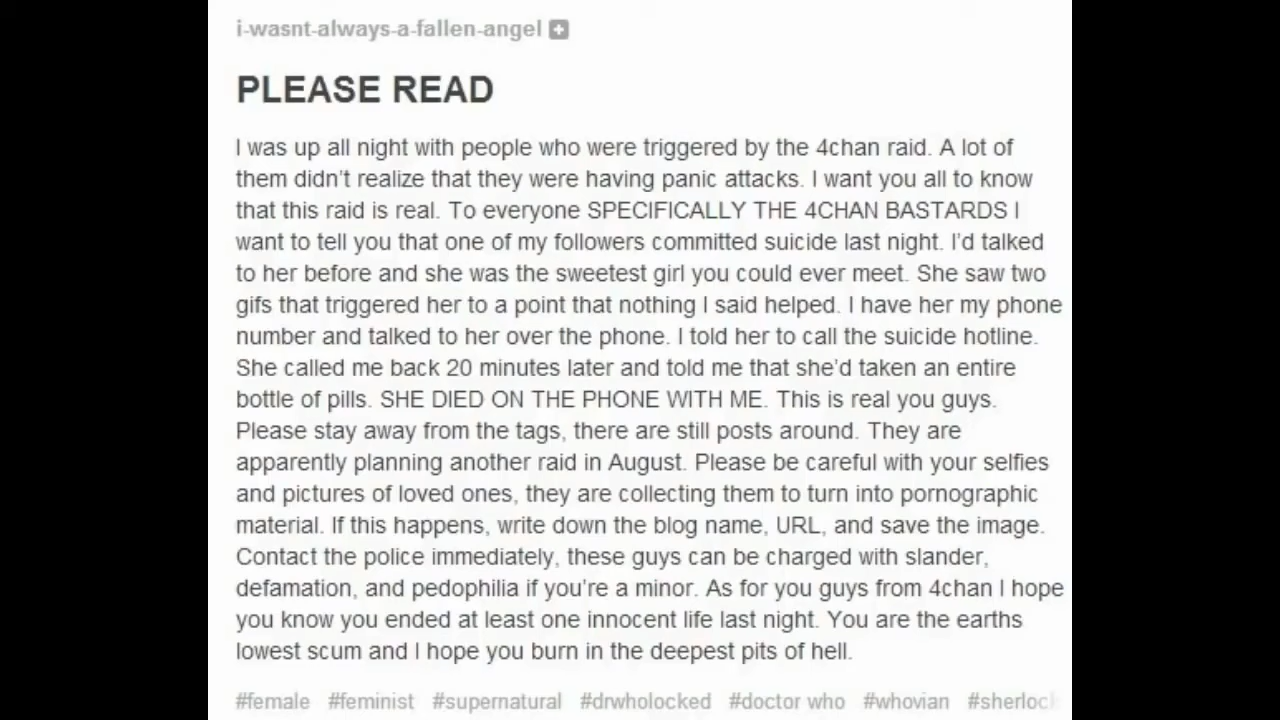 i-wasnt-always-a-fallen-angel
PLEASE READ
I was up all night with people who were triggered by the 4chan raid. A lot of
them didn't realize that they were having panic attacks. I want you all to know
that this raid is real. To everyone SPECIFICALLY THE 4CHAN BASTARDS I
want to tell you that one of my followers committed suicide last night. I'd talked
to her before and she was the sweetest girl you could ever meet. She saw two
gifs that triggered her to a point that nothing I said helped. I have her my phone
number and talked to her over the phone. I told her to call the suicide hotline.
She called me back 20 minutes later and told me that she'd taken an entire
bottle of pills. SHE DIED ON THE PHONE WITH ME. This is real you guys.
Please stay away from the tags, there are still posts around. They are
apparently planning another raid in August. Please be careful with your selfies
and pictures of loved ones, they are collecting them to turn into pornographic
material. If this happens, write down the blog name, URL, and save the image.
Contact the police immediately, these guys can be charged with slander,
defamation, and pedophilia if you're a minor. As for you guys from 4chan I hope
you know you ended at least one innocent life last night. You are the earths
lowest scum and I hope you burn in the deepest pits of hell.
#female #feminist #supernatural #drwholocked #doctor who #whovian #sherlock